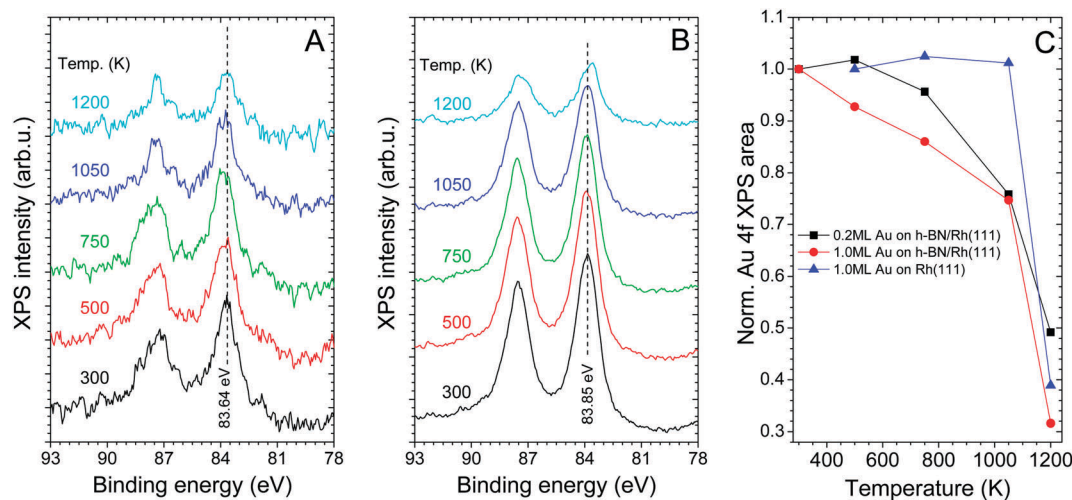 A
Temp. (K)
1200
1050
750
500
300
83.64 eV
XPS intensity (arb.u.)
93 90 87 84 81 78
Binding energy (eV)
B
Temp. (K)
1200
1050
750
500
300
83.85 eV
XPS intensity (arb.u.)
93 90 87 84 81 78
Binding energy (eV)
C
1.0
0.9
0.8
0.7
0.6
0.5
0.4
0.3
Norm. Au 4f XPS area
0.2ML Au on h-BN/Rh(111)
1.0ML Au on h-BN/Rh(111)
1.0ML Au on Rh(111)
400 600 800 1000 1200
Temperature (K)